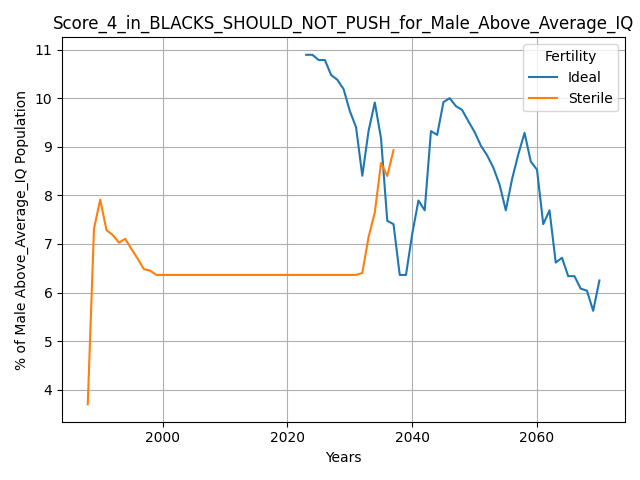 Score_4_in_BLACKS_SHOULD_NOT_PUSH_for_Male_Above_Average_IQ
11
10
9
8
7
6
5
4
% of Male Above_Average_IQ Population
Fertility
Ideal
Sterile
2000
2020
2040
2060
Years